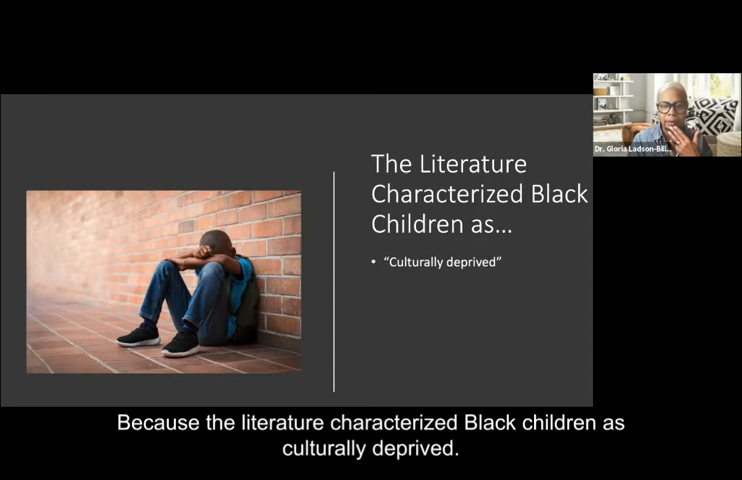 The Literature
Characterized Black
Children as...
• “Culturally deprived”
Dr. Gloria Ladson-Bil...
Because the literature characterized Black children as
culturally deprived.